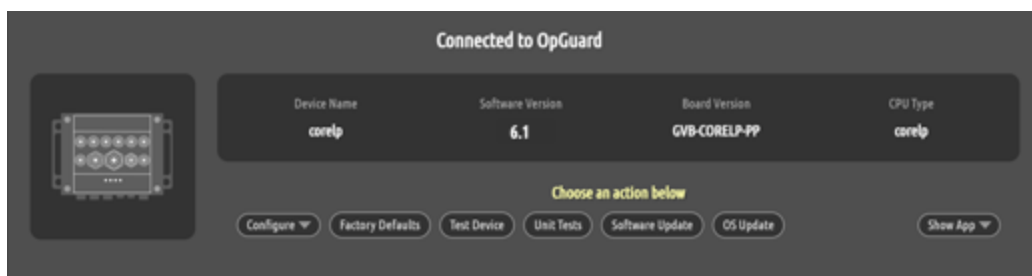 Connected to OpGuard
Device Name Software Version Board Version CPU Type
corelp 6.1 GVB-CORELP-PP corelp
Choose an action below
Configure Factory Defaults Test Device Unit Tests Software Update OS Update Show App